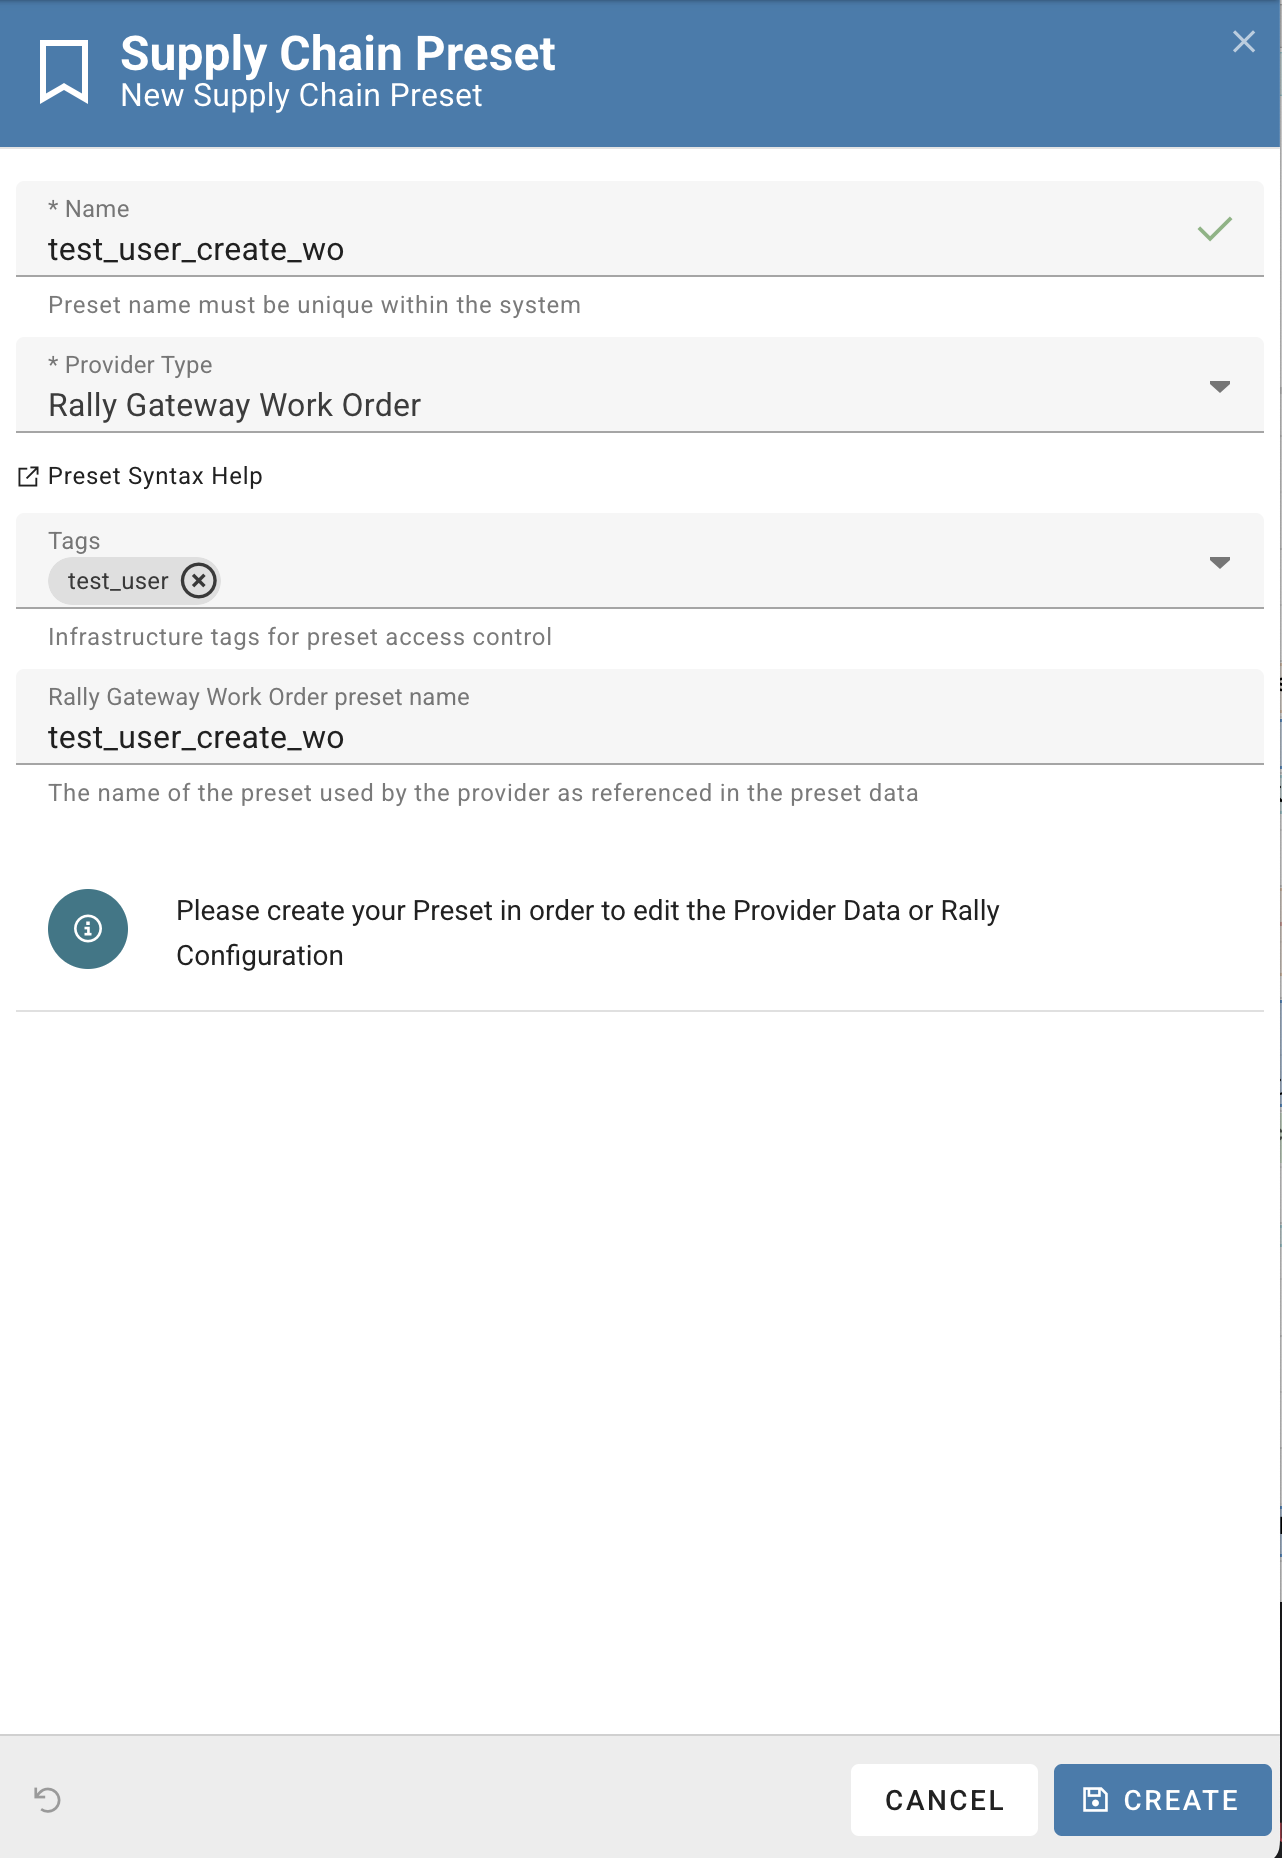 Supply Chain Preset
New Supply Chain Preset
* Name
test_user_create_wo
Preset name must be unique within the system
* Provider Type
Rally Gateway Work Order
Preset Syntax Help
Tags
test_user
Infrastructure tags for preset access control
Rally Gateway Work Order preset name
test_user_create_wo
The name of the preset used by the provider as referenced in the preset data
Please create your Preset in order to edit the Provider Data or Rally
Configuration
CANCEL
CREATE